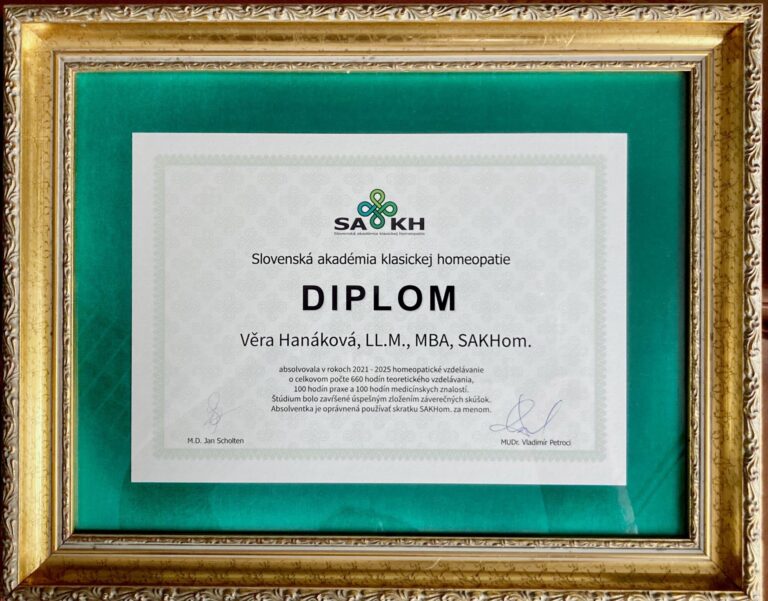 SAKH
Slovenská akadémia klasickej homeopatie
Slovenská akadémia klasickej homeopatie
DIPLOM
Věra Hanáková, LL.M., MBA, SAKHom.
absolvovala v rokoch 2021 - 2025 homeopatické vzdelávanie
o celkovom počte 660 hodín teoretického vzdelávania,
100 hodín praxe a 100 hodín medicínskych znalostí.
Štúdium bolo zavŕšené úspešným zložením záverečných skúšok.
Absolventka je oprávnená používať skratku SAKHom. za menom.
M.D. Jan Scholten
MUDr. Vladimír Petroci